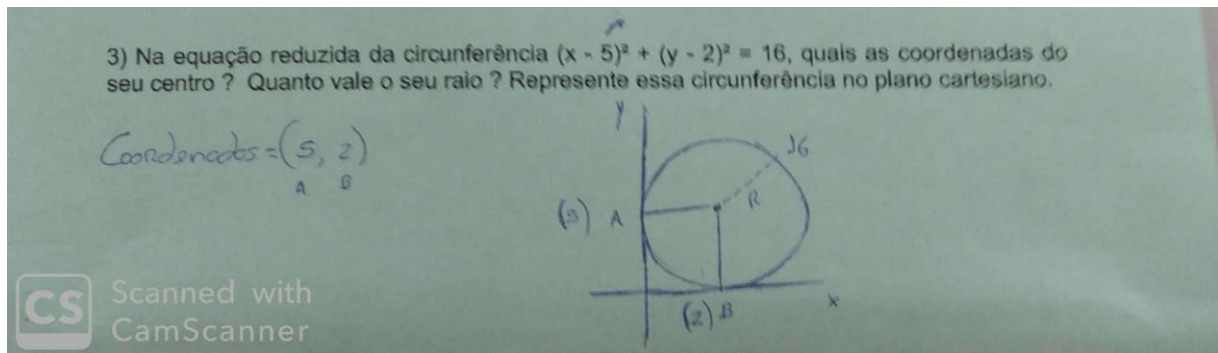 3) Na equação reduzida da circunferência (x - 5)² + (y - 2)² = 16, quais as coordenadas do
seu centro ? Quanto vale o seu raio ? Represente essa circunferência no plano cartesiano.
Coordenadas = (5, 2)
A B
y
16
R
(5) A
(2) B
x
CS Scanned with
CamScanner